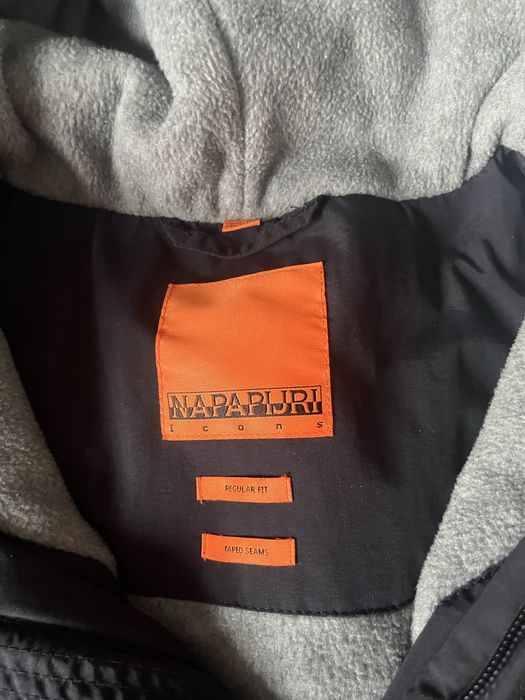 NAPAPIJRI
Icons
REGULAR FIT
TAPED SEAMS